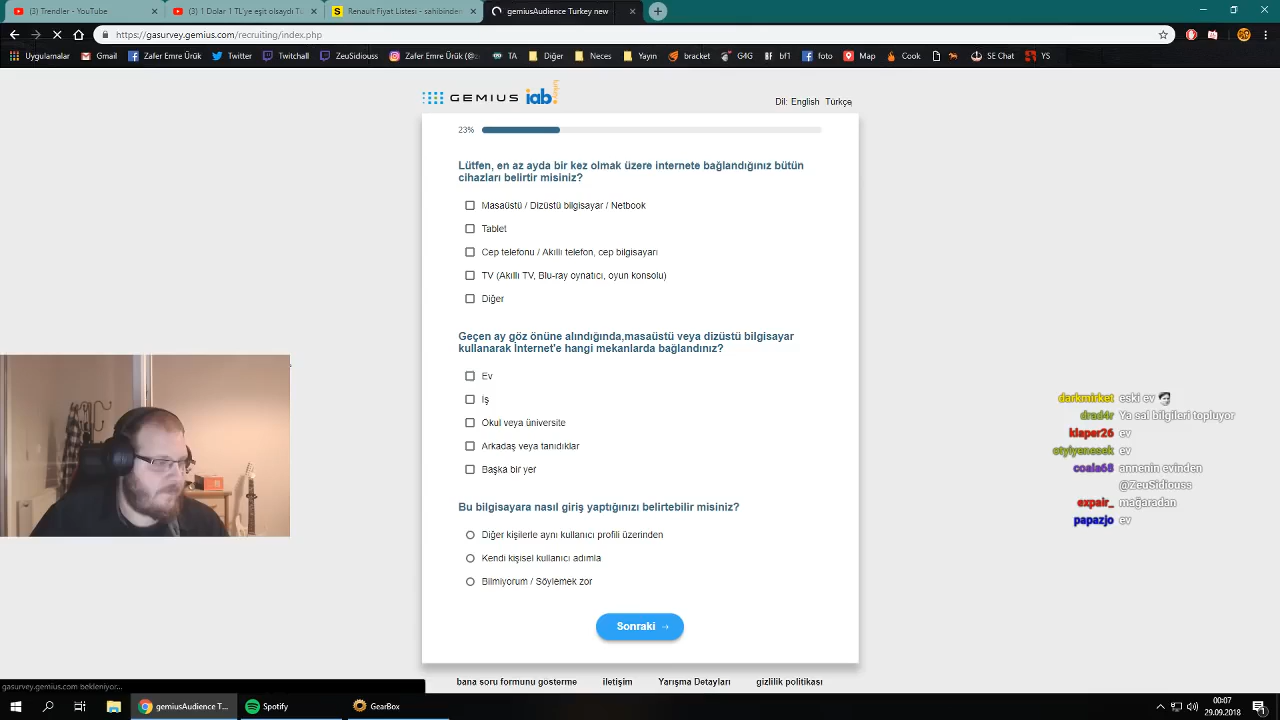 (3) Trendler - YouTube
(3) 1 Dolar 1 TL'ye eşit olsaydı T
Renault Fiyat Listesi - sahibinden
gemiusAudience Turkey new
https://gasurvey.gemius.com/recruiting/index.php
Uygulamalar
Gmail
Zafer Emre Ürük
Twitter
Twitchall
ZeuSidiouss
Zafer Emre Ürük (@z
TA
Diğer
Neces
Yayın
bracket
G4G
bf1
foto
Map
Cook
SE Chat
YS
GEMIUS iab turkey
Dil: English Türkçe
23%
Lütfen, en az ayda bir kez olmak üzere internete bağlandığınız bütün
cihazları belirtir misiniz?
Masaüstü / Dizüstü bilgisayar / Netbook
Tablet
Cep telefonu / Akıllı telefon, cep bilgisayarı
TV (Akıllı TV, Blu-ray oynatıcı, oyun konsolu)
Diğer
Geçen ay göz önüne alındığında,masaüstü veya dizüstü bilgisayar
kullanarak İnternet'e hangi mekanlarda bağlandınız?
Ev
İş
Okul veya üniversite
Arkadaş veya tanıdıklar
Başka bir yer
Bu bilgisayara nasıl giriş yaptığınızı belirtebilir misiniz?
Diğer kişilerle aynı kullanıcı profili üzerinden
Kendi kişisel kullanıcı adımla
Bilmiyorum / Söylemek zor
Sonraki →
bana soru formunu gösterme
iletişim
Yarışma Detayları
gizlilik politikası
darkmirket eski ev
drad4r Ya sal bilgileri topluyor
klaper26 ev
otyiyenesek ev
coala68 annenin evinden
@ZeuSidiouss
expair_ mağaradan
papazjo ev
gasurvey.gemius.com bekleniyor...
gemiusAudience T...
Spotify
GearBox
00:07
29.09.2018